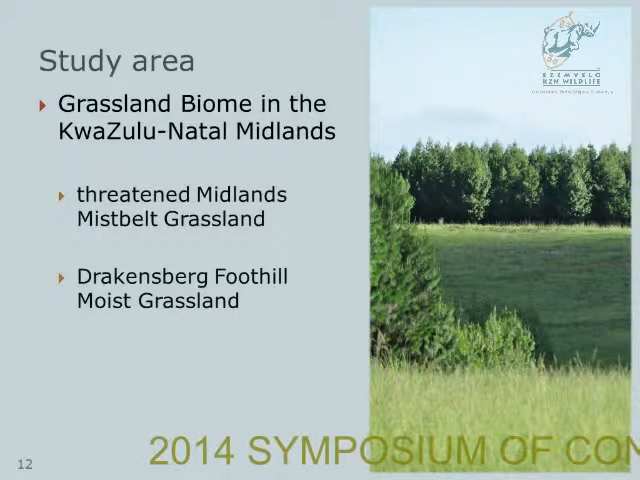 Study area
Grassland Biome in the
KwaZulu-Natal Midlands
threatened Midlands
Mistbelt Grassland
Drakensberg Foothill
Moist Grassland
EZEMVELO
KZN WILDLIFE
12
2014 SYMPOSIUM OF CON